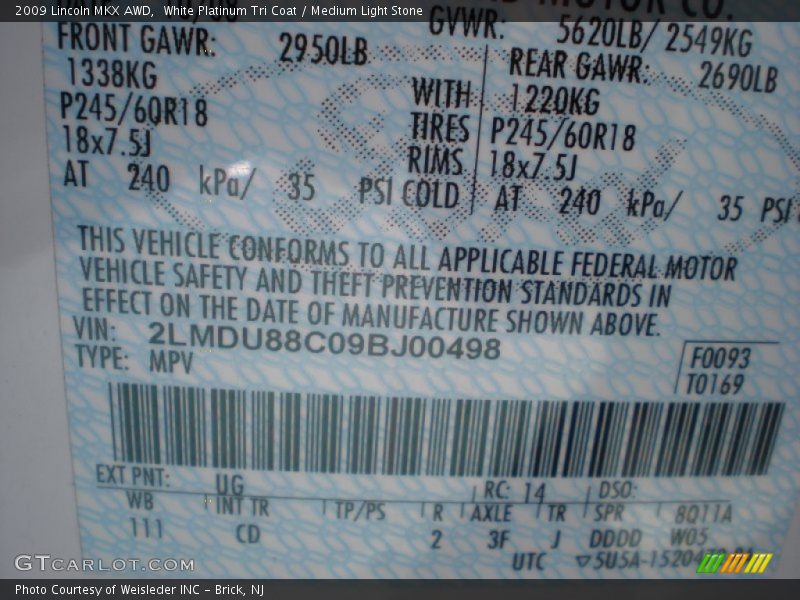 2009 Lincoln MKX AWD, White Platinum Tri Coat / Medium Light Stone
MOTOR CO.
GVWR: 5620LB/ 2549KG
FRONT GAWR: 2950LB REAR GAWR: 2690LB
1338KG WITH 1220KG
P245/60R18 TIRES P245/60R18
18x7.5J RIMS 18x7.5J
AT 240 kPa/ 35 PSI COLD AT 240 kPa/ 35 PSI
THIS VEHICLE CONFORMS TO ALL APPLICABLE FEDERAL MOTOR
VEHICLE SAFETY AND THEFT PREVENTION STANDARDS IN
EFFECT ON THE DATE OF MANUFACTURE SHOWN ABOVE.
VIN: 2LMDU88C09BJ00498
TYPE: MPV
F0093
T0169
EXT PNT: UG RC: 14 DSO:
WB INT TR TP/PS R AXLE TR SPR 8Q11A
111 CD 2 3F J DDDD W05
UTC
GTCARLOT.COM
Photo Courtesy of Weisleder INC - Brick, NJ